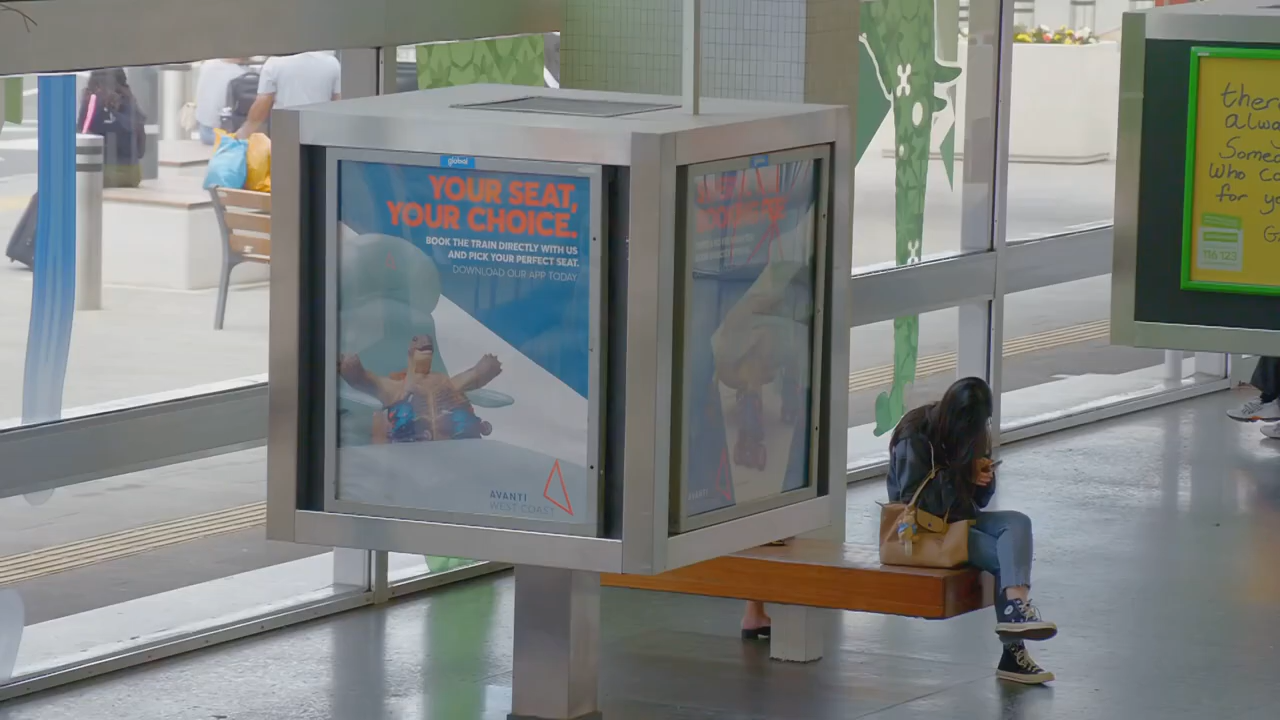 global
YOUR SEAT,
YOUR CHOICE.
BOOK THE TRAIN DIRECTLY WITH US
AND PICK YOUR PERFECT SEAT.
DOWNLOAD OUR APP TODAY
AVANTI
WEST COAST
ther
alwa
Someo
Who Co
for yo
G
116 123